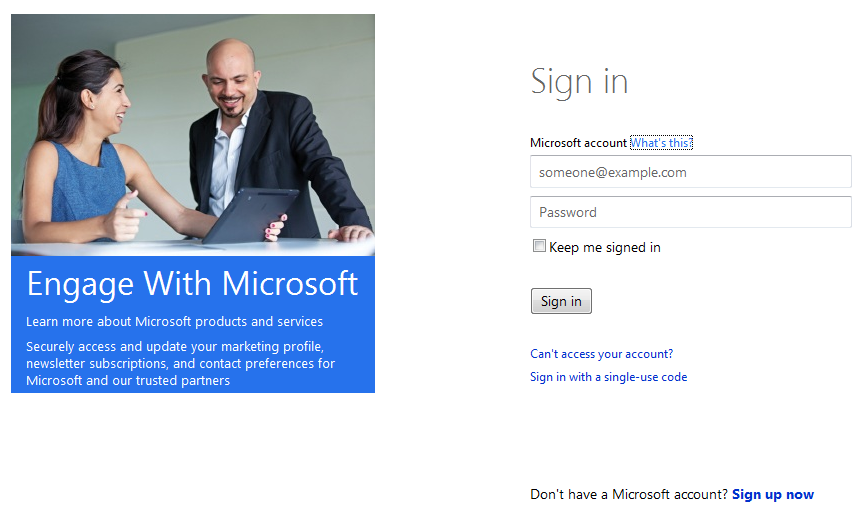 Engage With Microsoft
Learn more about Microsoft products and services
Securely access and update your marketing profile,
newsletter subscriptions, and contact preferences for
Microsoft and our trusted partners
Sign in
Microsoft account What's this?
someone@example.com
Password
Keep me signed in
Sign in
Can't access your account?
Sign in with a single-use code
Don't have a Microsoft account? Sign up now